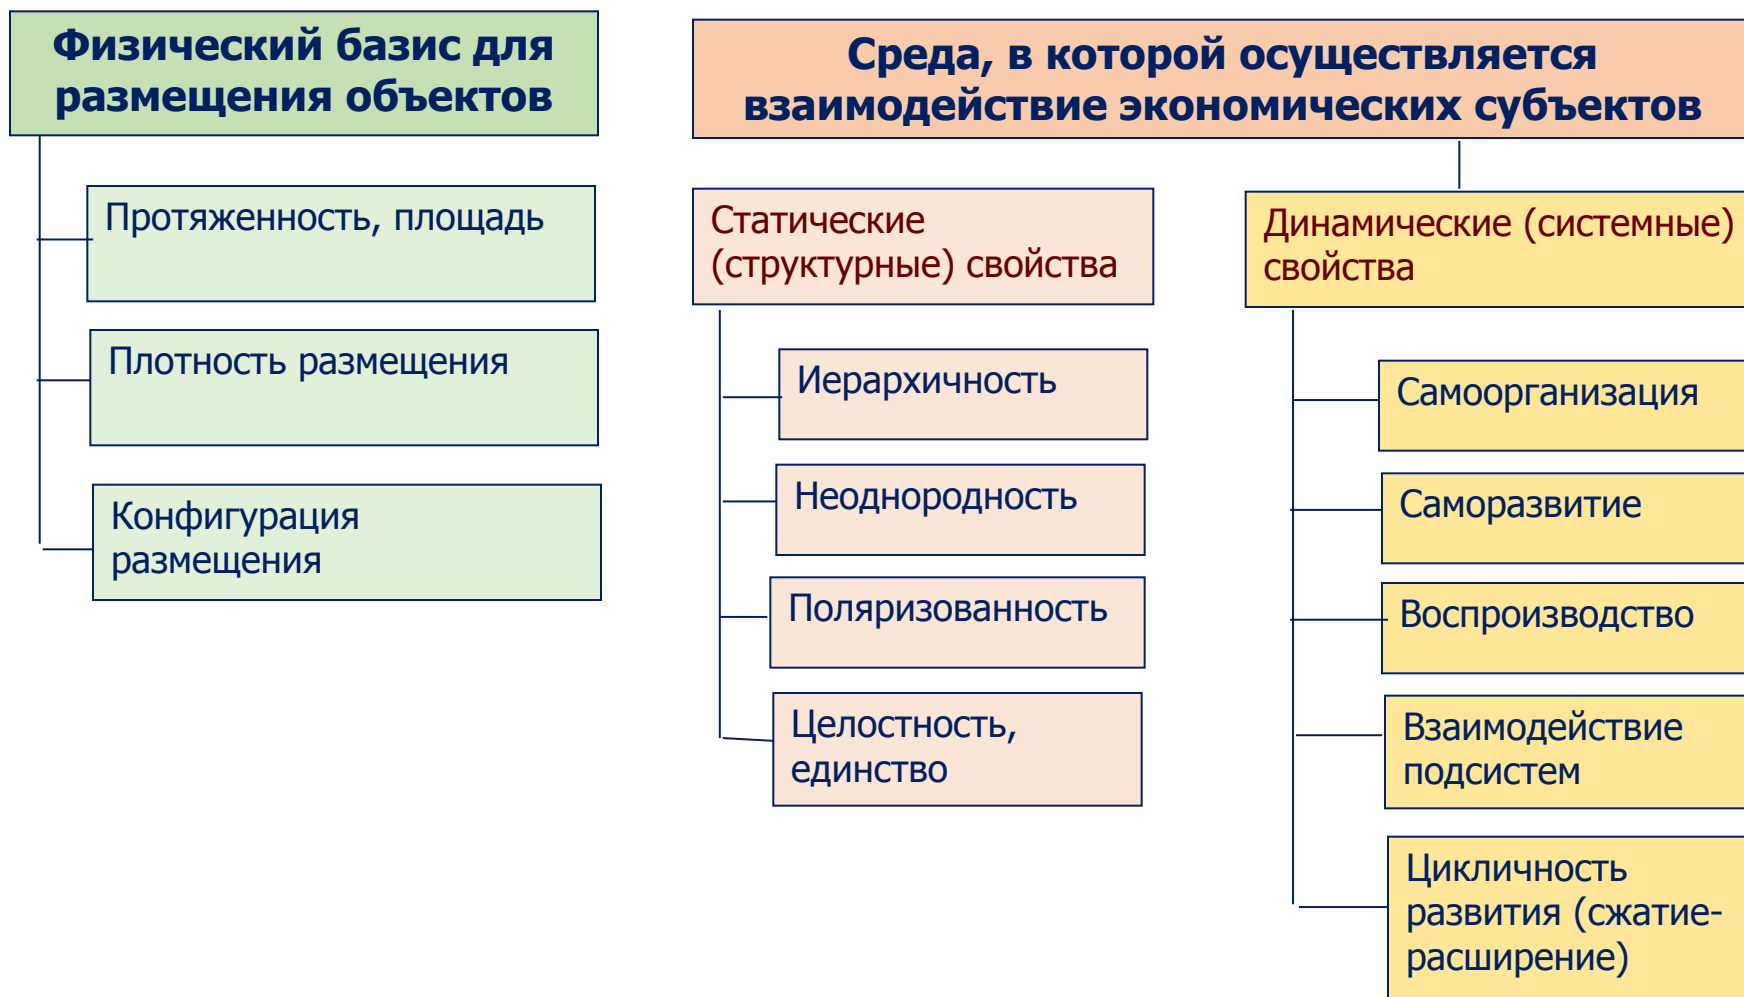 Физический базис для
размещения объектов
Протяженность, площадь
Плотность размещения
Конфигурация
размещения
Среда, в которой осуществляется
взаимодействие экономических субъектов
Статические
(структурные) свойства
Иерархичность
Неоднородность
Поляризованность
Целостность,
единство
Динамические (системные)
свойства
Самоорганизация
Саморазвитие
Воспроизводство
Взаимодействие
подсистем
Цикличность
развития (сжатие-
расширение)